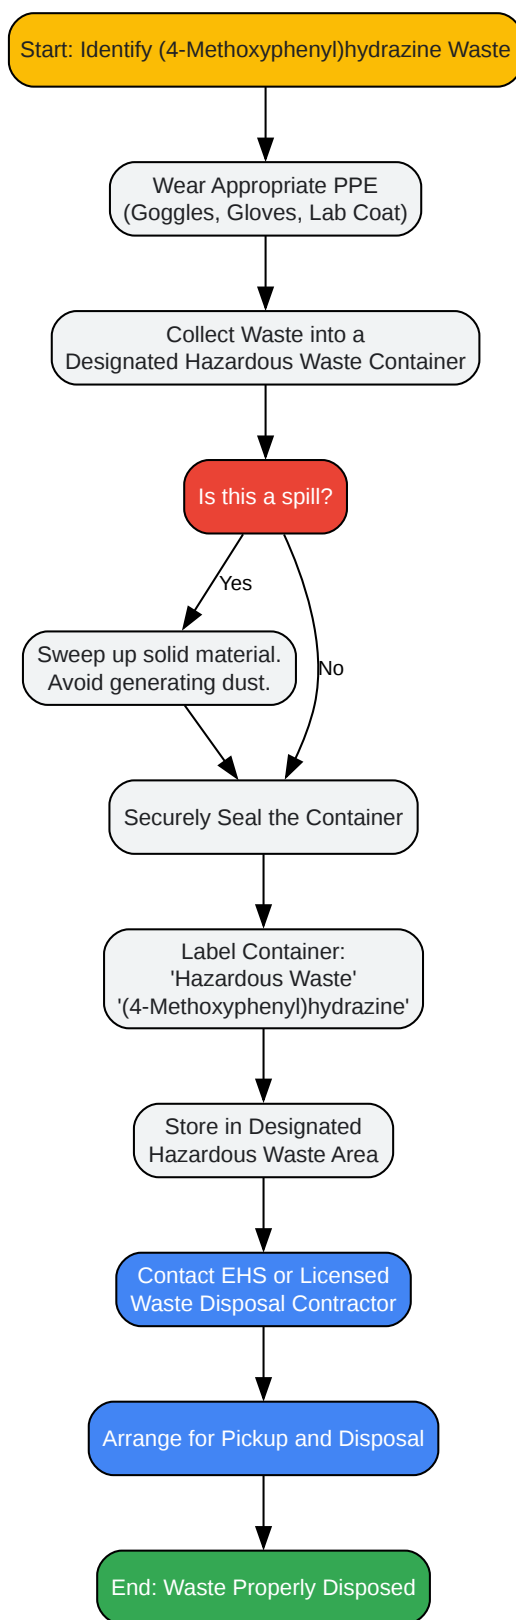 Start: Identify (4-Methoxyphenyl)hydrazine Waste
Wear Appropriate PPE
(Goggles, Gloves, Lab Coat)
Collect Waste into a
Designated Hazardous Waste Container
Is this a spill?
Yes
Sweep up solid material.
Avoid generating dust.
No
Securely Seal the Container
Label Container:
'Hazardous Waste'
'(4-Methoxyphenyl)hydrazine'
Store in Designated
Hazardous Waste Area
Contact EHS or Licensed
Waste Disposal Contractor
Arrange for Pickup and Disposal
End: Waste Properly Disposed